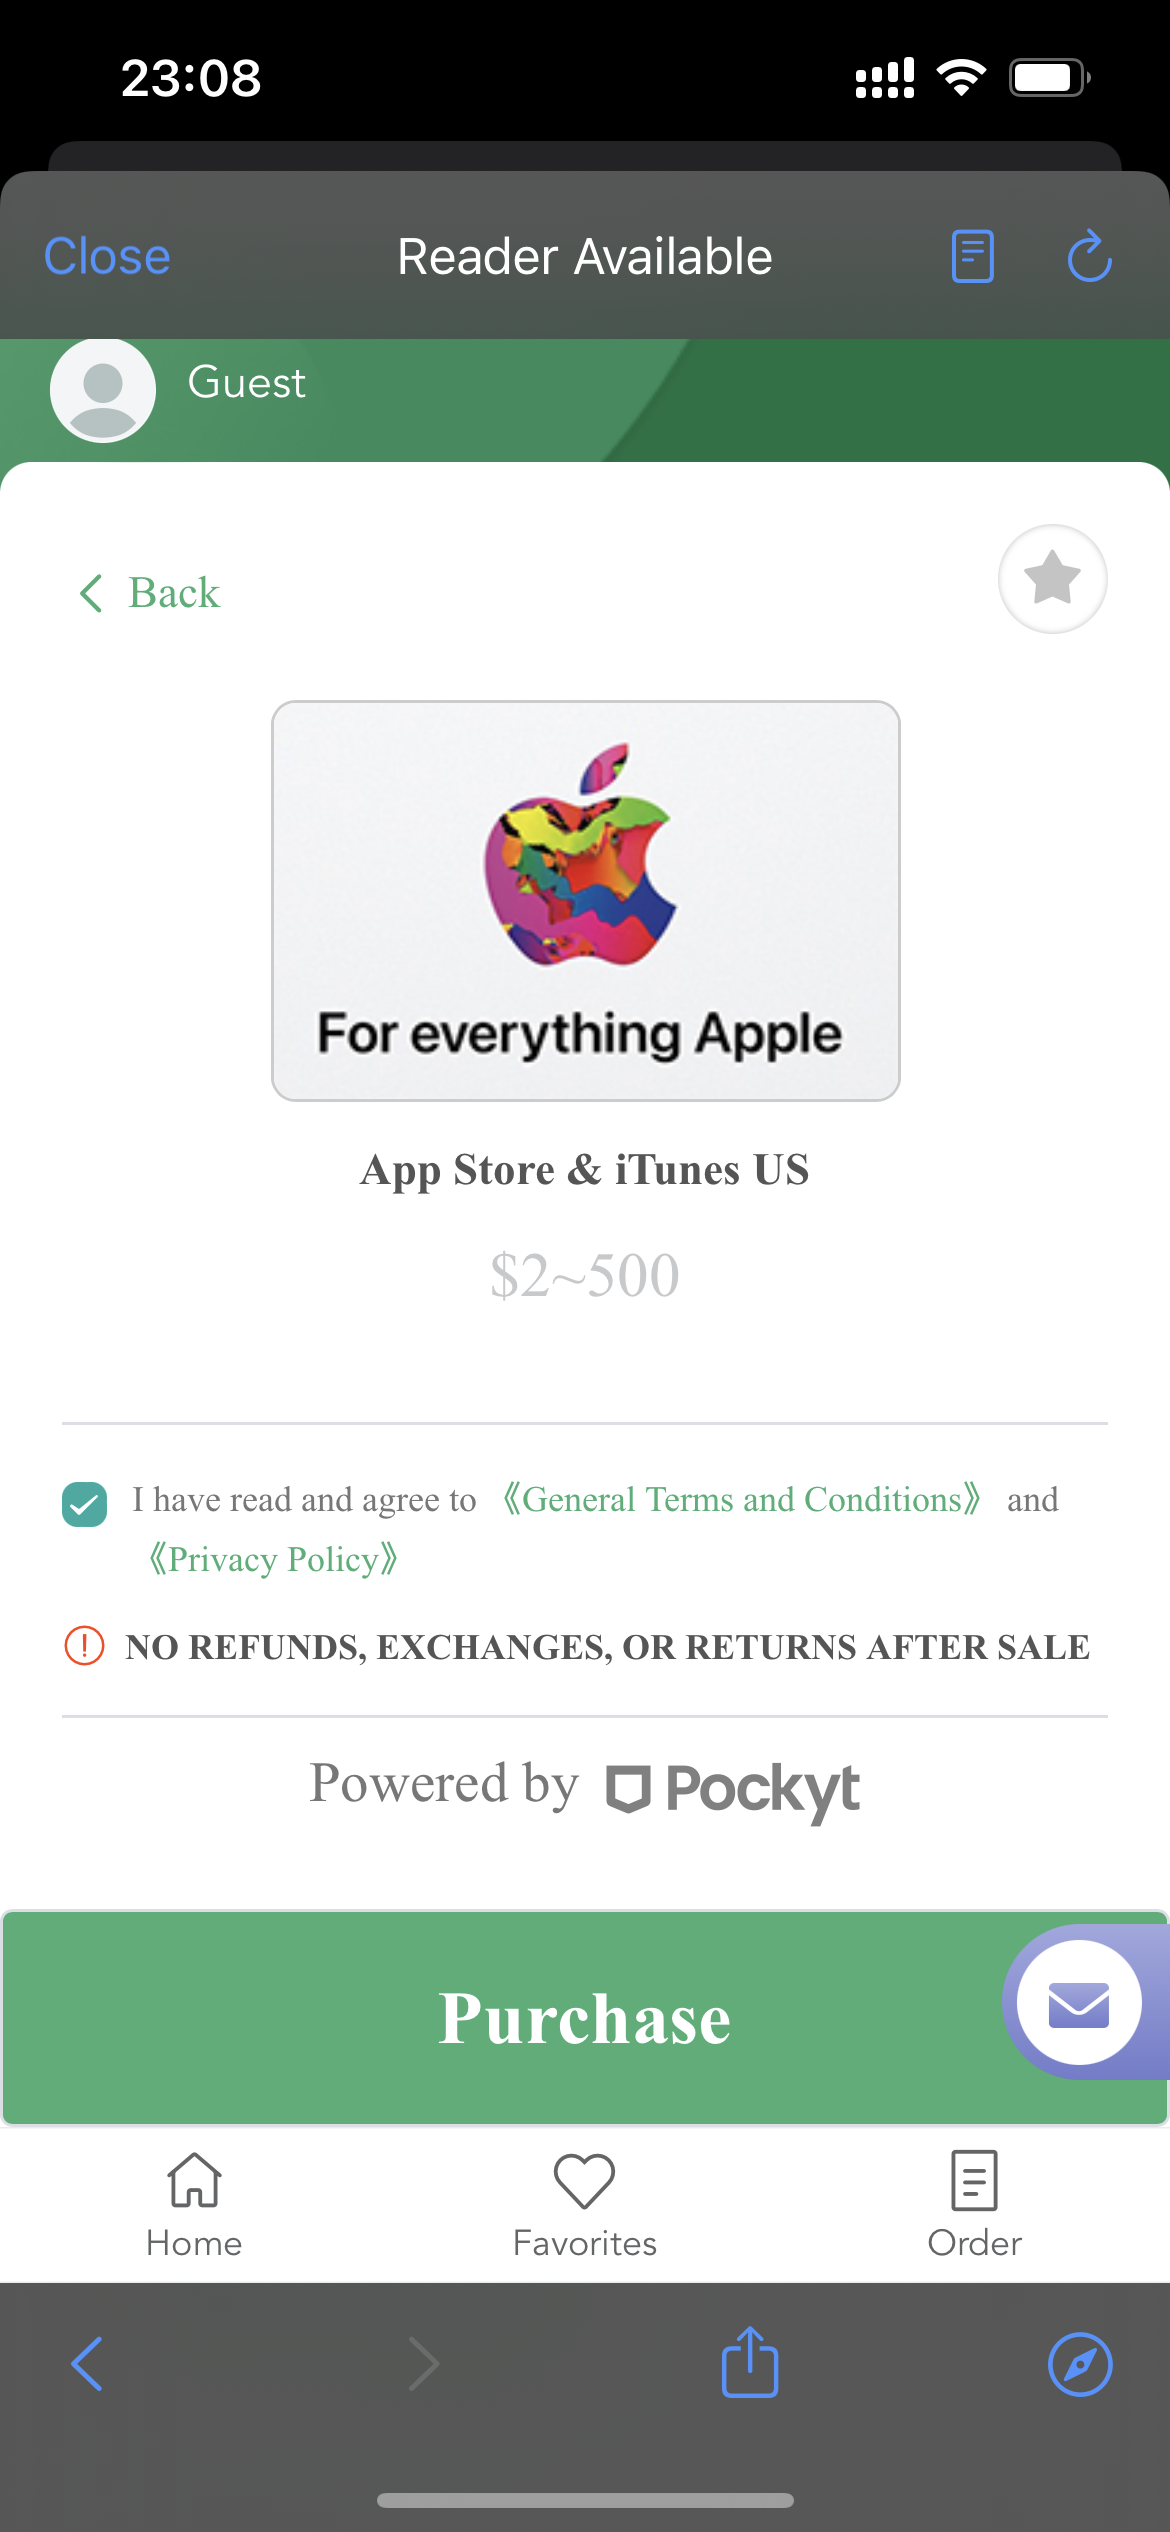 23:08
Close
Reader Available
Guest
Back
For everything Apple
App Store & iTunes US
$2~500
I have read and agree to 《General Terms and Conditions》 and
《Privacy Policy》
NO REFUNDS, EXCHANGES, OR RETURNS AFTER SALE
Powered by Pockyt
Purchase
Home
Favorites
Order